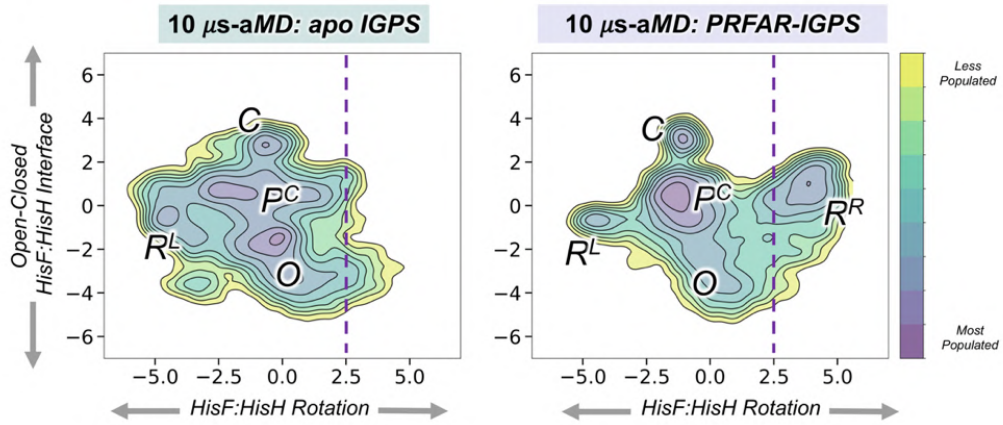 10 μs-aMD: apo IGPS
10 μs-aMD: PRFAR-IGPS
Open-Closed
HisF:HisH Interface
6
4
2
0
−2
−4
−6
C
P^C
R^L
O
−5.0 −2.5 0.0 2.5 5.0
HisF:HisH Rotation
6
4
2
0
−2
−4
−6
C
P^C
R^R
R^L
O
−5.0 −2.5 0.0 2.5 5.0
HisF:HisH Rotation
Less
Populated
Most
Populated